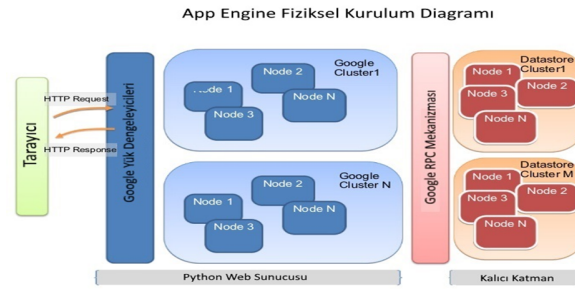 App Engine Fiziksel Kurulum Diagramı
Tarayıcı
HTTP Request
HTTP Response
Google Yük Dengeleyicileri
Google
Cluster1
Node 1
Node 2
Node 3
Node N
Google
Cluster N
Node 1
Node 2
Node 3
Node N
Google RPC Mekanizması
Datastore
Cluster1
Node 1
Node 2
Node 3
Node N
Datastore
Cluster M
Node 1
Node 2
Node 3
Node N
Python Web Sunucusu
Kalıcı Katman